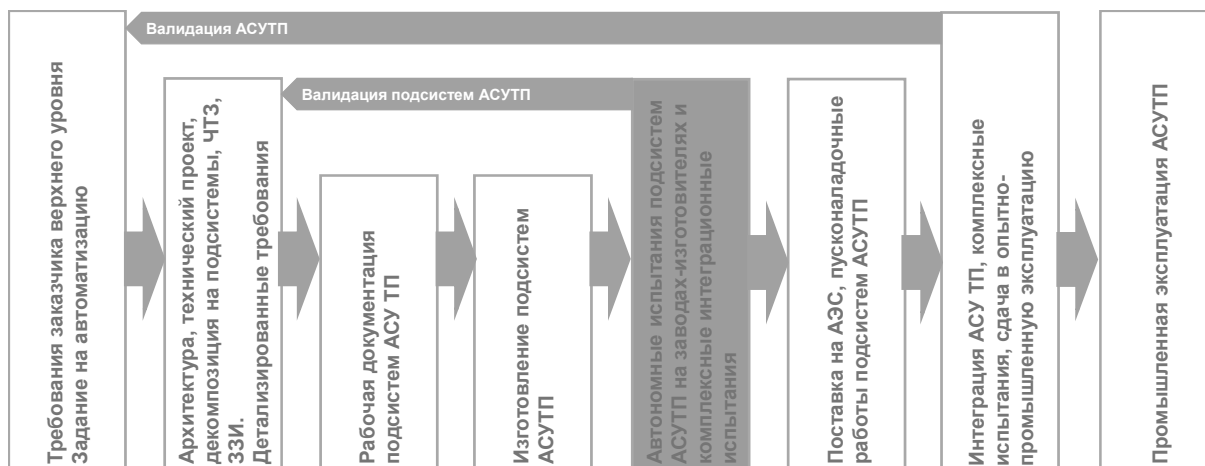 Валидация АСУТП
Валидация подсистем АСУТП
Требования заказчика верхнего уровня
Задание на автоматизацию
Архитектура, технический проект,
декомпозиция на подсистемы, ЧТЗ,
ЗЗИ.
Детализированные требования
Рабочая документация
подсистем АСУ ТП
Изготовление подсистем
АСУТП
Автономные испытания подсистем
АСУТП на заводах-изготовителях и
комплексные интеграционные
испытания
Поставка на АЭС, пусконаладочные
работы подсистем АСУТП
Интеграция АСУ ТП, комплексные
испытания, сдача в опытно-
промышленную эксплуатацию
Промышленная эксплуатация АСУТП